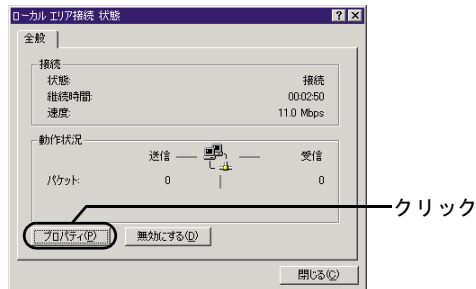 ローカル エリア接続 状態
全般
接続
状態: 接続
継続時間: 00:02:50
速度: 11.0 Mbps
動作状況
送信 受信
パケット: 0 0
プロパティ(P) 無効にする(D)
クリック
閉じる(C)